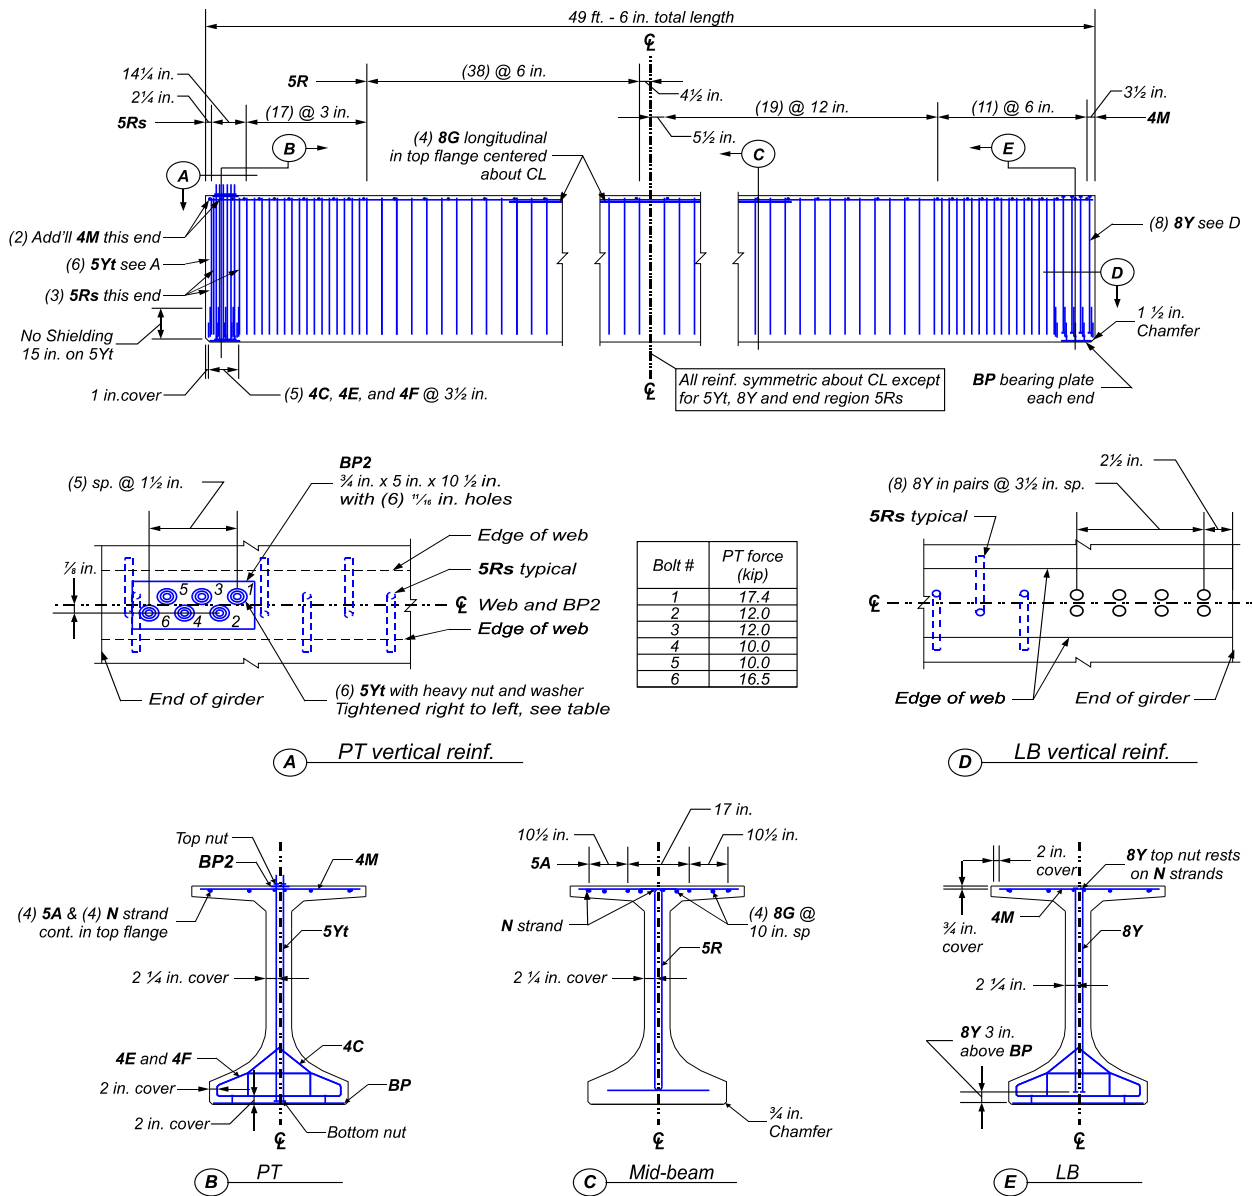 49 ft. - 6 in. total length
℄
14¼ in.
2¼ in.
5Rs
(17) @ 3 in.
5R
(38) @ 6 in.
4½ in.
5½ in.
(19) @ 12 in.
(11) @ 6 in.
3½ in.
4M
A
B
(4) 8G longitudinal
in top flange centered
about CL
C
E
(2) Add'll 4M this end
(6) 5Yt see A
(3) 5Rs this end
No Shielding
15 in. on 5Yt
1 in.cover
(5) 4C, 4E, and 4F @ 3½ in.
(8) 8Y see D
D
1 ½ in.
Chamfer
BP bearing plate
each end
All reinf. symmetric about CL except
for 5Yt, 8Y and end region 5Rs
℄
(5) sp. @ 1½ in.
BP2
¾ in. x 5 in. x 10 ½ in.
with (6) ¹¹⁄₁₆ in. holes
Edge of web
5Rs typical
℄ Web and BP2
Edge of web
⅞ in.
5 3 1
6 4 2
End of girder
(6) 5Yt with heavy nut and washer
Tightened right to left, see table
A PT vertical reinf.
Bolt # PT force
(kip)
1 17.4
2 12.0
3 12.0
4 10.0
5 10.0
6 16.5
2½ in.
(8) 8Y in pairs @ 3½ in. sp.
5Rs typical
℄
Edge of web
End of girder
D LB vertical reinf.
Top nut
BP2
4M
(4) 5A & (4) N strand
cont. in top flange
5Yt
2 ¼ in. cover
4E and 4F
4C
2 in. cover
BP
2 in. cover
Bottom nut
℄
B PT
17 in.
10½ in.
10½ in.
5A
N strand
(4) 8G @
10 in. sp
5R
2 ¼ in. cover
¾ in.
Chamfer
℄
C Mid-beam
2 in.
cover
8Y top nut rests
on N strands
4M
¾ in.
cover
8Y
2 ¼ in.
8Y 3 in.
above BP
℄
E LB